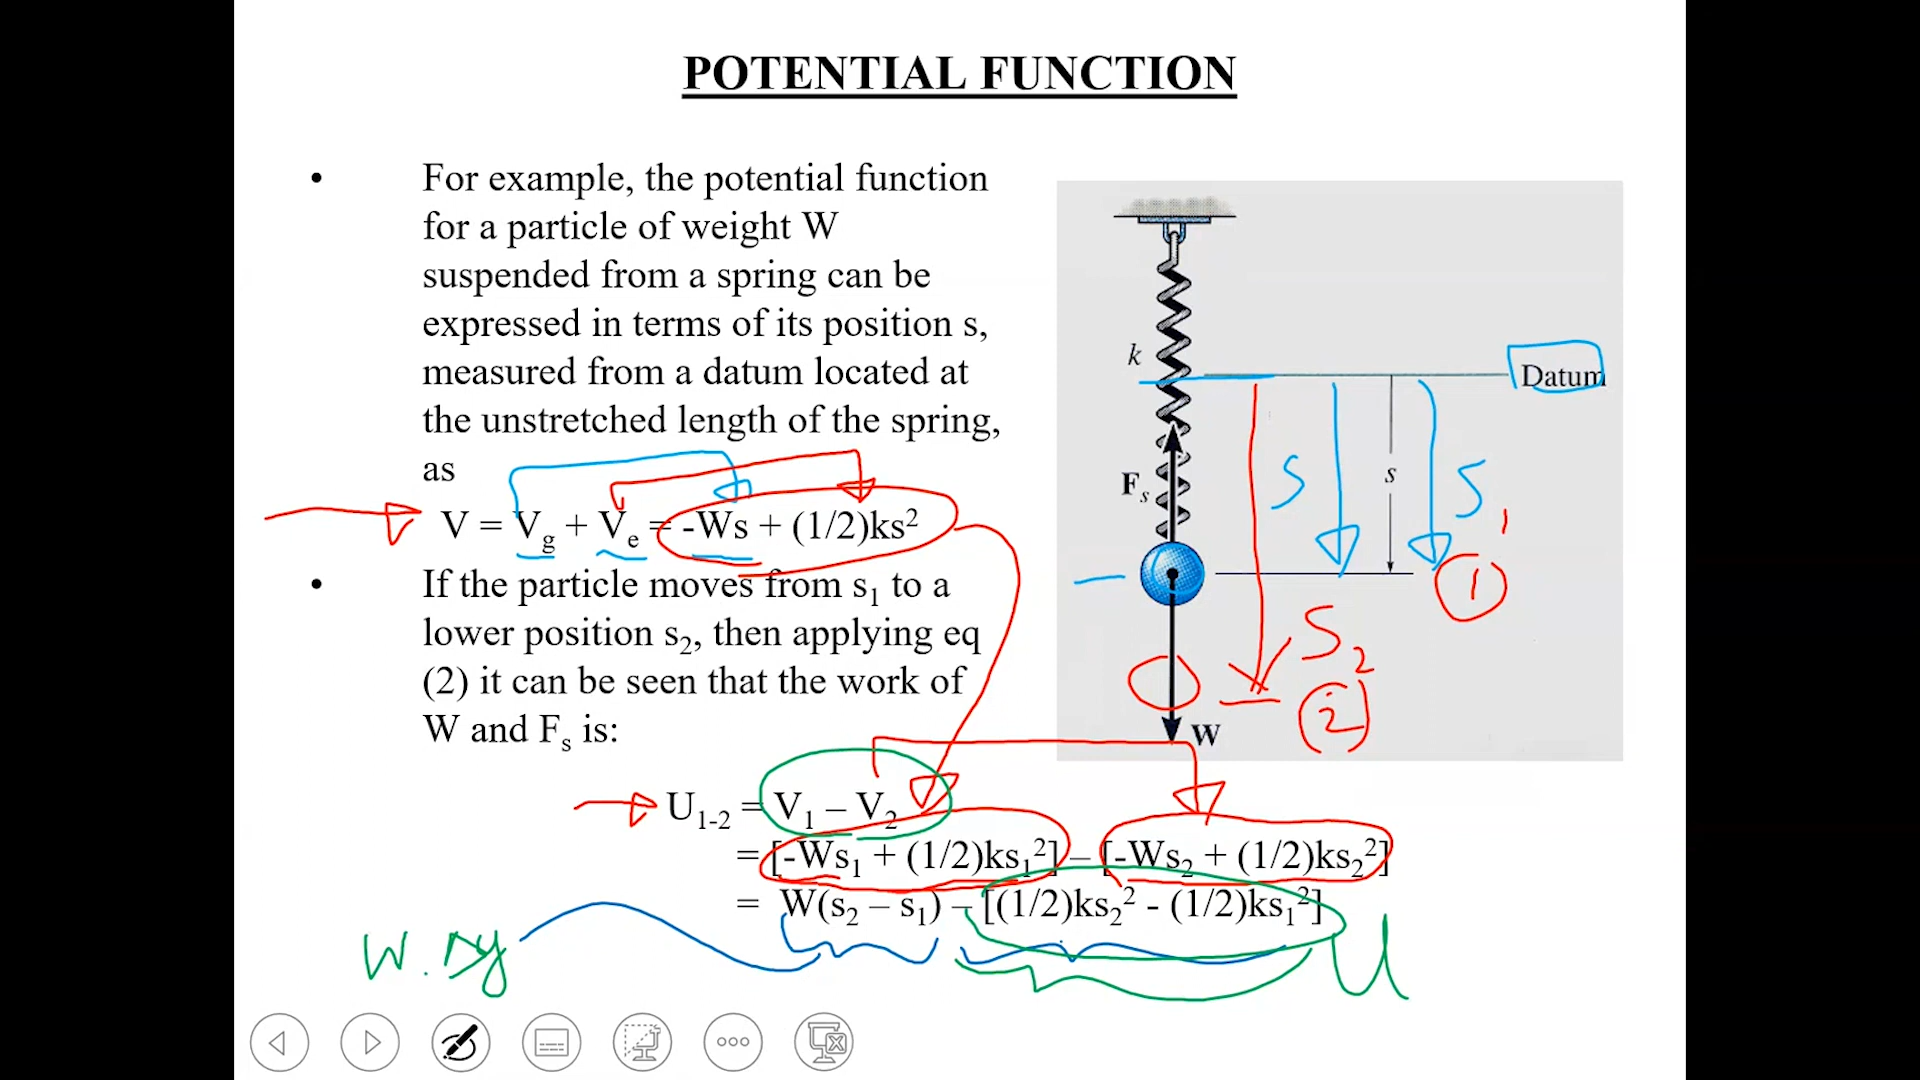 POTENTIAL FUNCTION
• For example, the potential function
for a particle of weight W
suspended from a spring can be
expressed in terms of its position s,
measured from a datum located at
the unstretched length of the spring,
as
V = V_g + V_e = -Ws + (1/2)ks²
• If the particle moves from s₁ to a
lower position s₂, then applying eq
(2) it can be seen that the work of
W and F_s is:
U₁₋₂ = V₁ – V₂
= [-Ws₁ + (1/2)ks₁²] – [-Ws₂ + (1/2)ks₂²]
= W(s₂ – s₁) – [(1/2)ks₂² - (1/2)ks₁²]
W. Δy
U
k
Datum
F_s
S
s
S₁
①
S₂
②
W